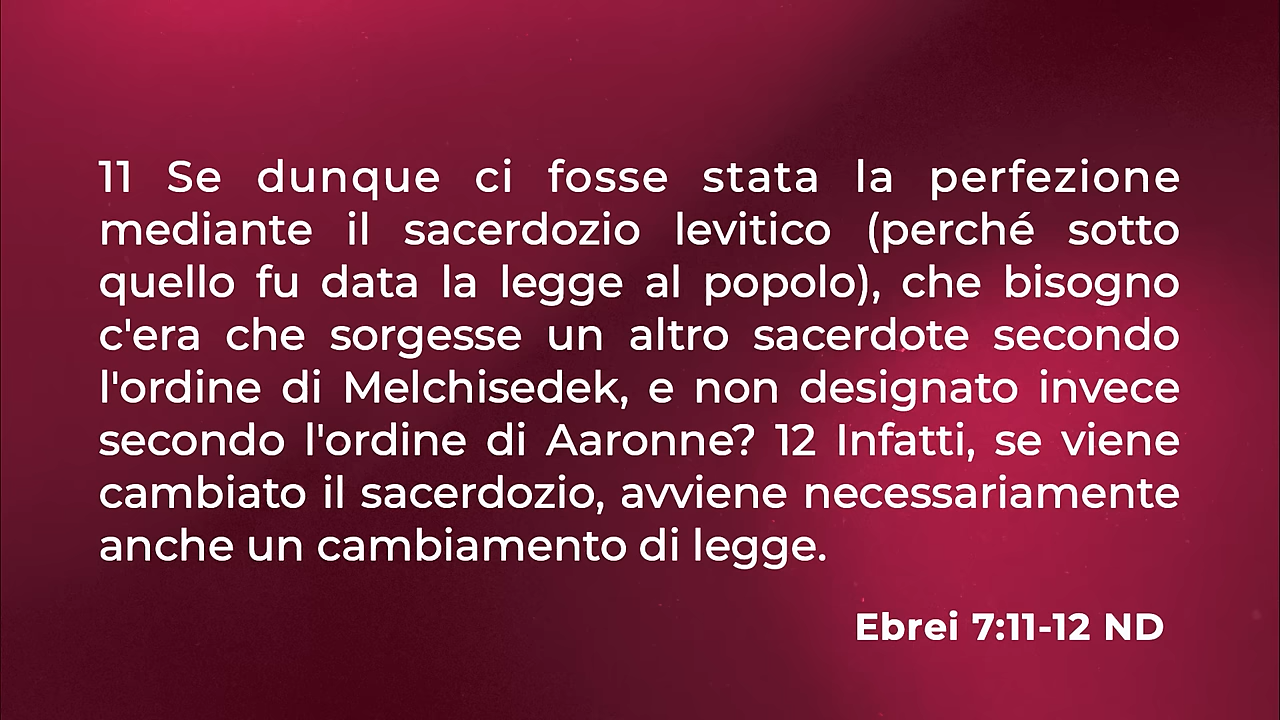 11 Se dunque ci fosse stata la perfezione
mediante il sacerdozio levitico (perché sotto
quello fu data la legge al popolo), che bisogno
c'era che sorgesse un altro sacerdote secondo
l'ordine di Melchisedek, e non designato invece
secondo l'ordine di Aaronne? 12 Infatti, se viene
cambiato il sacerdozio, avviene necessariamente
anche un cambiamento di legge.
Ebrei 7:11-12 ND